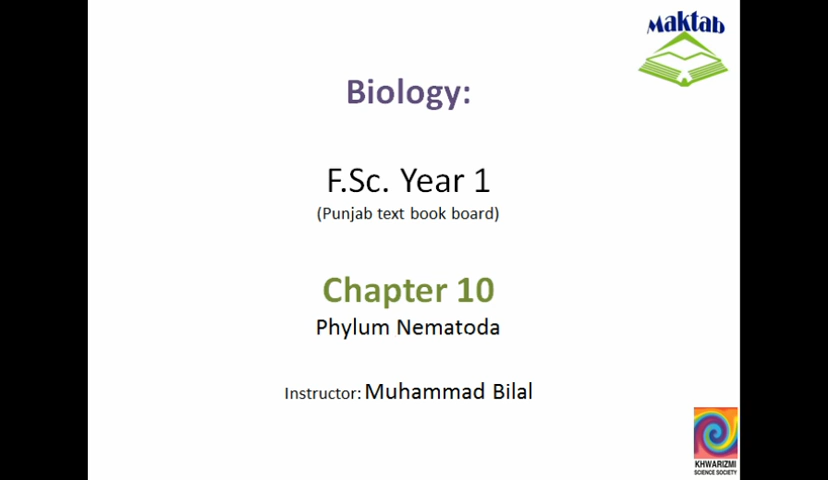 Maktab
Biology:
F.Sc. Year 1
(Punjab text book board)
Chapter 10
Phylum Nematoda
Instructor: Muhammad Bilal
KHWARIZMI
SCIENCE SOCIETY